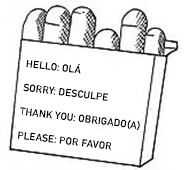 HELLO: OLÁ
SORRY: DESCULPE
THANK YOU: OBRIGADO(A)
PLEASE: POR FAVOR